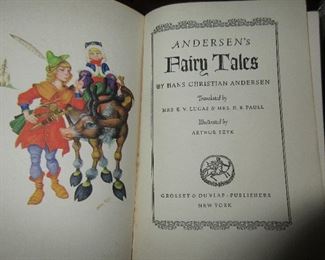 ANDERSEN'S
Fairy Tales
BY HANS CHRISTIAN ANDERSEN
Translated by
MRS E. V. LUCAS & MRS. H. B. PAULL
Illustrated by
ARTHUR SZYK
GROSSET & DUNLAP · PUBLISHERS
NEW YORK